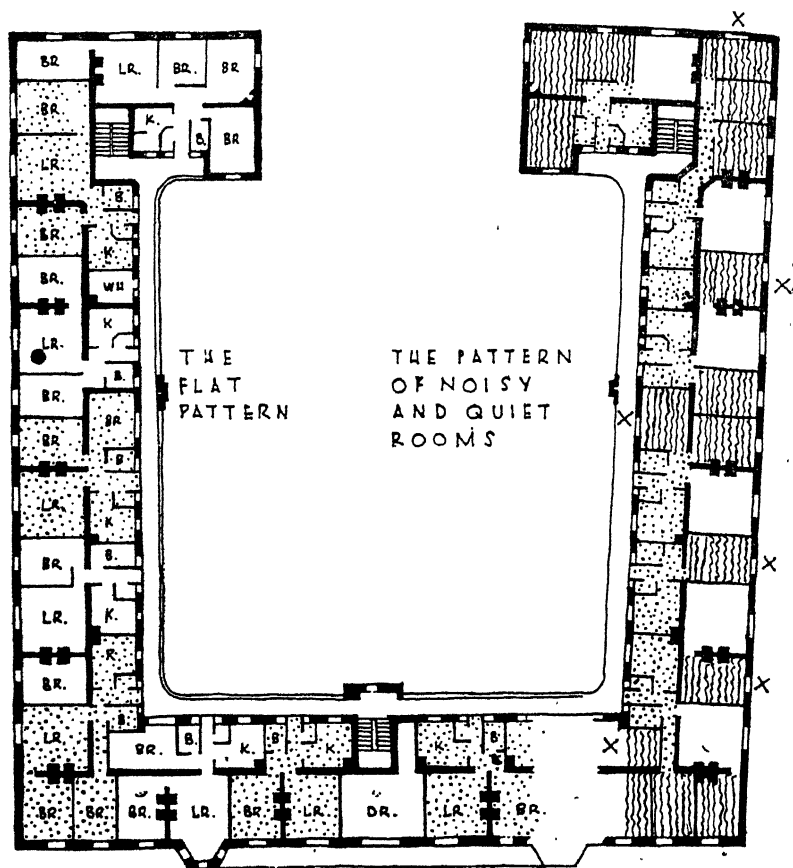 BR
LR.
BR.
BR
BR
K.
B.
BR
LR.
B.
BR.
K.
BR.
WH
K.
LR.
B.
BR.
THE
FLAT
PATTERN
THE PATTERN
OF NOISY
AND QUIET
ROOMS
BR
BR
B
LR.
K.
B.
BR
LR.
K.
BR.
LR
B
BR.
B.
K.
B
K.
K.
B
BR
BR
BR.
LR.
BR.
LR.
DR.
LR
BR.